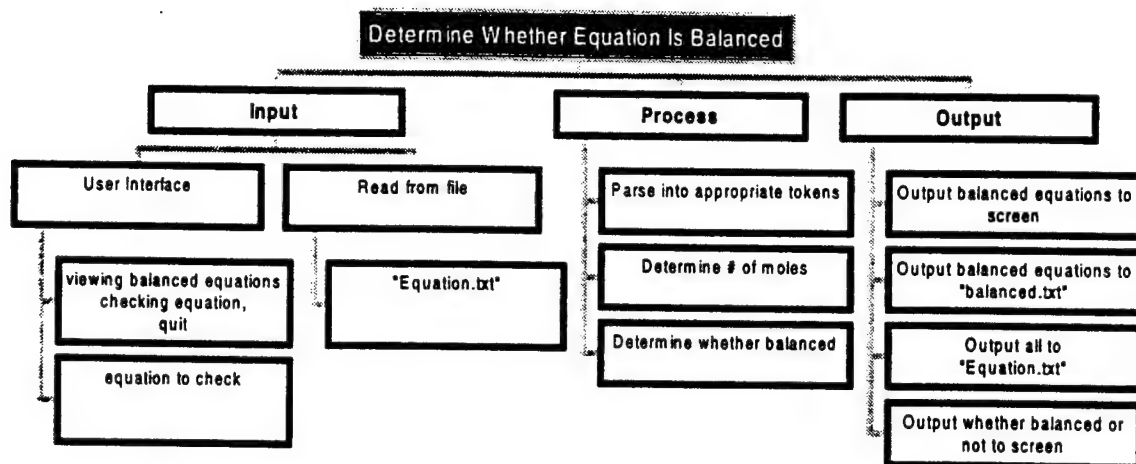 Determine Whether Equation Is Balanced
Input
Process
Output
User Interface
Read from file
viewing balanced equations
checking equation,
quit
equation to check
"Equation.txt"
Parse into appropriate tokens
Determine # of moles
Determine whether balanced
Output balanced equations to
screen
Output balanced equations to
"balanced.txt"
Output all to
"Equation.txt"
Output whether balanced or
not to screen